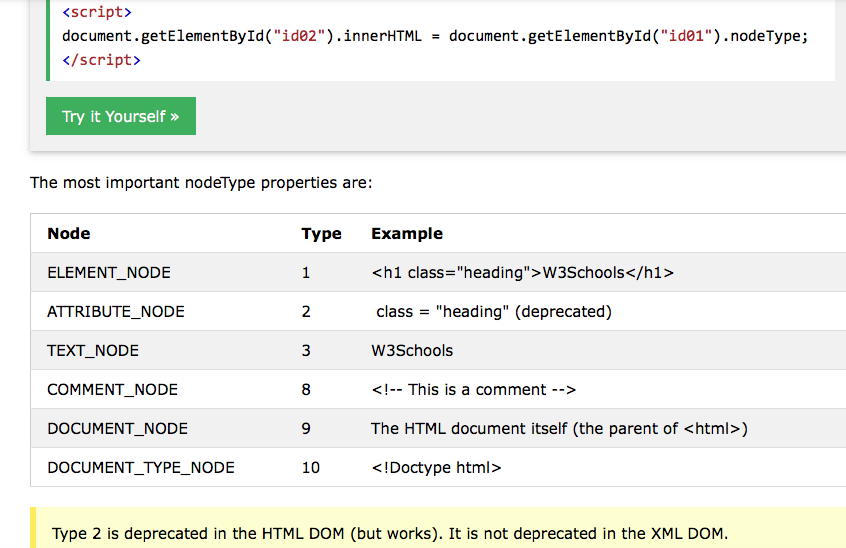 <script>
document.getElementById("id02").innerHTML = document.getElementById("id01").nodeType;
</script>
Try it Yourself »
The most important nodeType properties are:
Node Type Example
ELEMENT_NODE 1 <h1 class="heading">W3Schools</h1>
ATTRIBUTE_NODE 2 class = "heading" (deprecated)
TEXT_NODE 3 W3Schools
COMMENT_NODE 8 <!-- This is a comment -->
DOCUMENT_NODE 9 The HTML document itself (the parent of <html>)
DOCUMENT_TYPE_NODE 10 <!Doctype html>
Type 2 is deprecated in the HTML DOM (but works). It is not deprecated in the XML DOM.